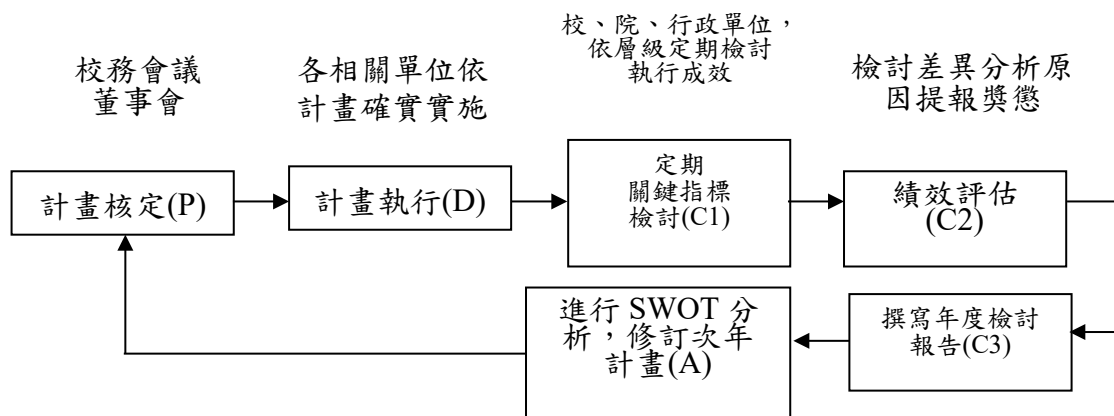 校務會議
董事會
各相關單位依
計畫確實實施
校、院、行政單位，
依層級定期檢討
執行成效
檢討差異分析原
因提報獎懲
計畫核定(P)
計畫執行(D)
定期
關鍵指標
檢討(C1)
績效評估
(C2)
進行 SWOT 分
析，修訂次年
計畫(A)
撰寫年度檢討
報告(C3)